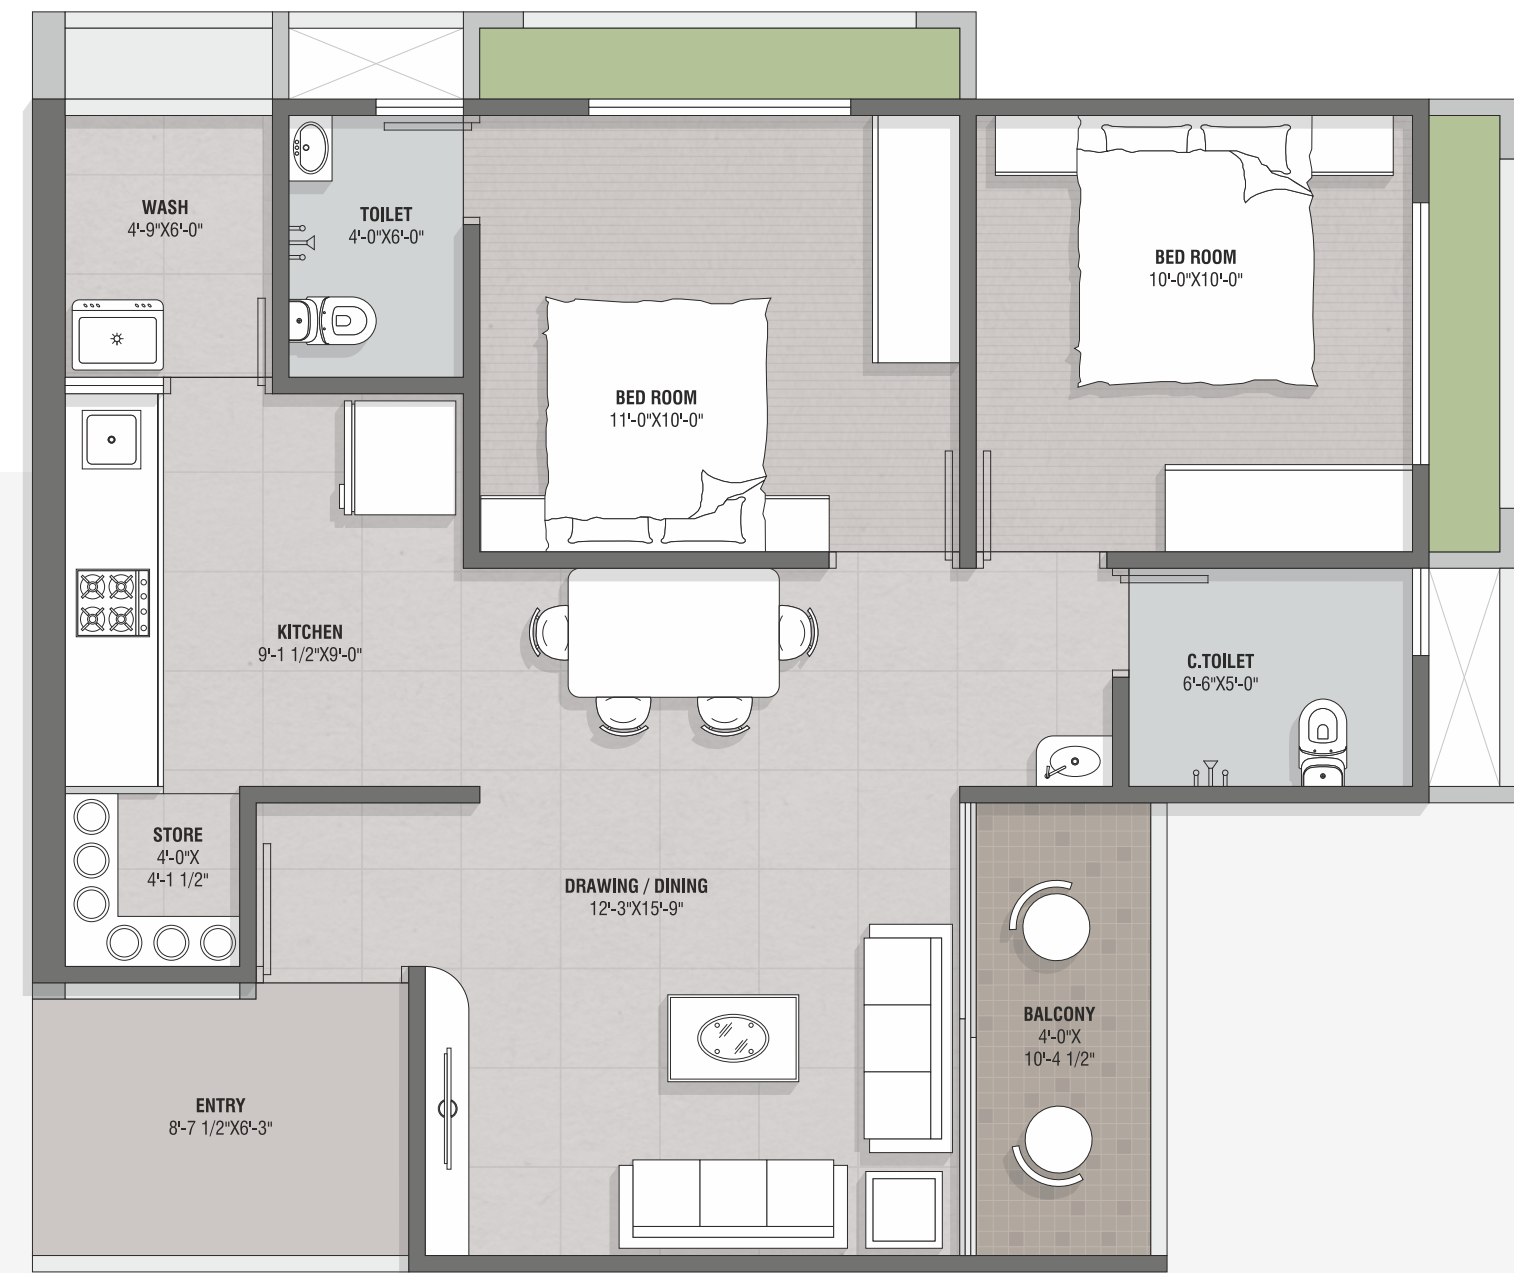 WASH
4'-9"X6'-0"
TOILET
4'-0"X6'-0"
BED ROOM
10'-0"X10'-0"
BED ROOM
11'-0"X10'-0"
KITCHEN
9'-1 1/2"X9'-0"
C.TOILET
6'-6"X5'-0"
STORE
4'-0"X
4'-1 1/2"
DRAWING / DINING
12'-3"X15'-9"
BALCONY
4'-0"X
10'-4 1/2"
ENTRY
8'-7 1/2"X6'-3"